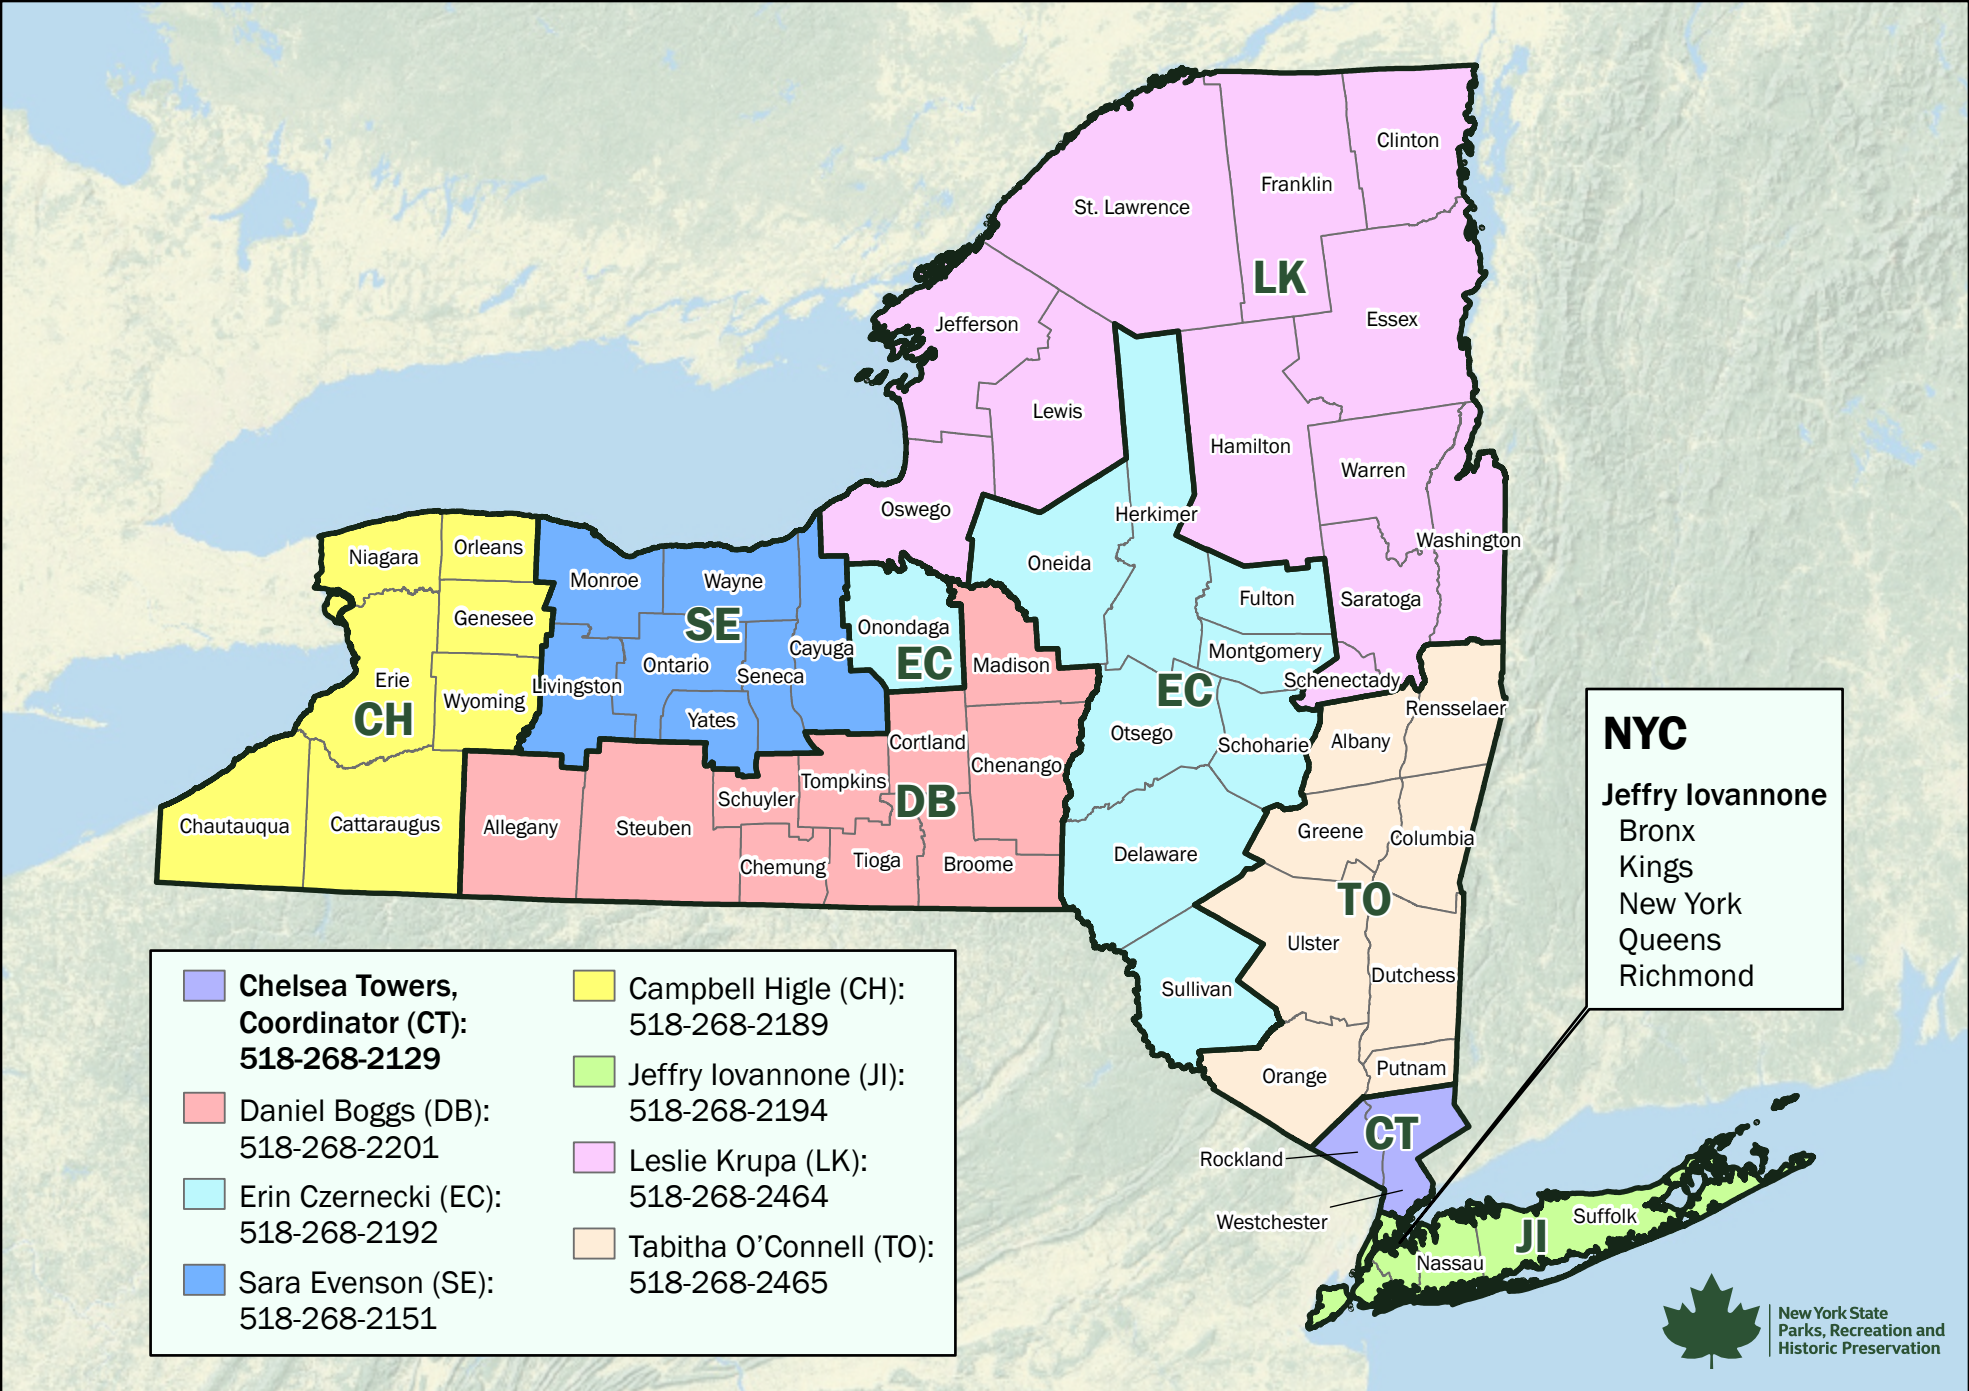 Clinton
Franklin
St. Lawrence
LK
Essex
Jefferson
Lewis
Hamilton
Warren
Oswego
Herkimer
Washington
Niagara
Orleans
Monroe
Wayne
Oneida
Fulton
Saratoga
Genesee
SE
Onondaga
Cayuga
Montgomery
Erie
Ontario
Seneca
EC
Madison
Schenectady
Livingston
Wyoming
CH
Yates
EC
Rensselaer
Otsego
Schoharie
Albany
Cortland
Chenango
Tompkins
Schuyler
DB
Chautauqua
Cattaraugus
Allegany
Steuben
Chemung
Tioga
Broome
Delaware
Greene
Columbia
TO
Ulster
Dutchess
Sullivan
Orange
Putnam
CT
Rockland
Westchester
JI
Suffolk
Nassau
NYC
Jeffry Iovannone
Bronx
Kings
New York
Queens
Richmond
Chelsea Towers,
Coordinator (CT):
518-268-2129
Daniel Boggs (DB):
518-268-2201
Erin Czernecki (EC):
518-268-2192
Sara Evenson (SE):
518-268-2151
Campbell Higle (CH):
518-268-2189
Jeffry Iovannone (JI):
518-268-2194
Leslie Krupa (LK):
518-268-2464
Tabitha O’Connell (TO):
518-268-2465
New York State
Parks, Recreation and
Historic Preservation